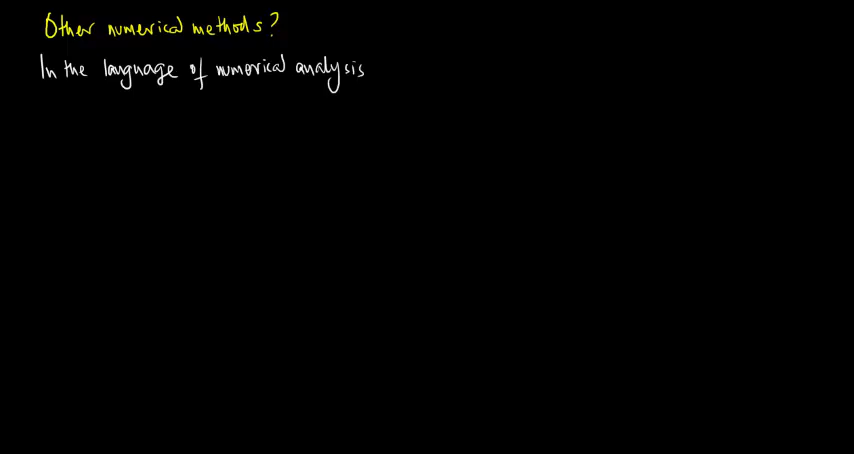 Other numerical methods?
In the language of numerical analysis